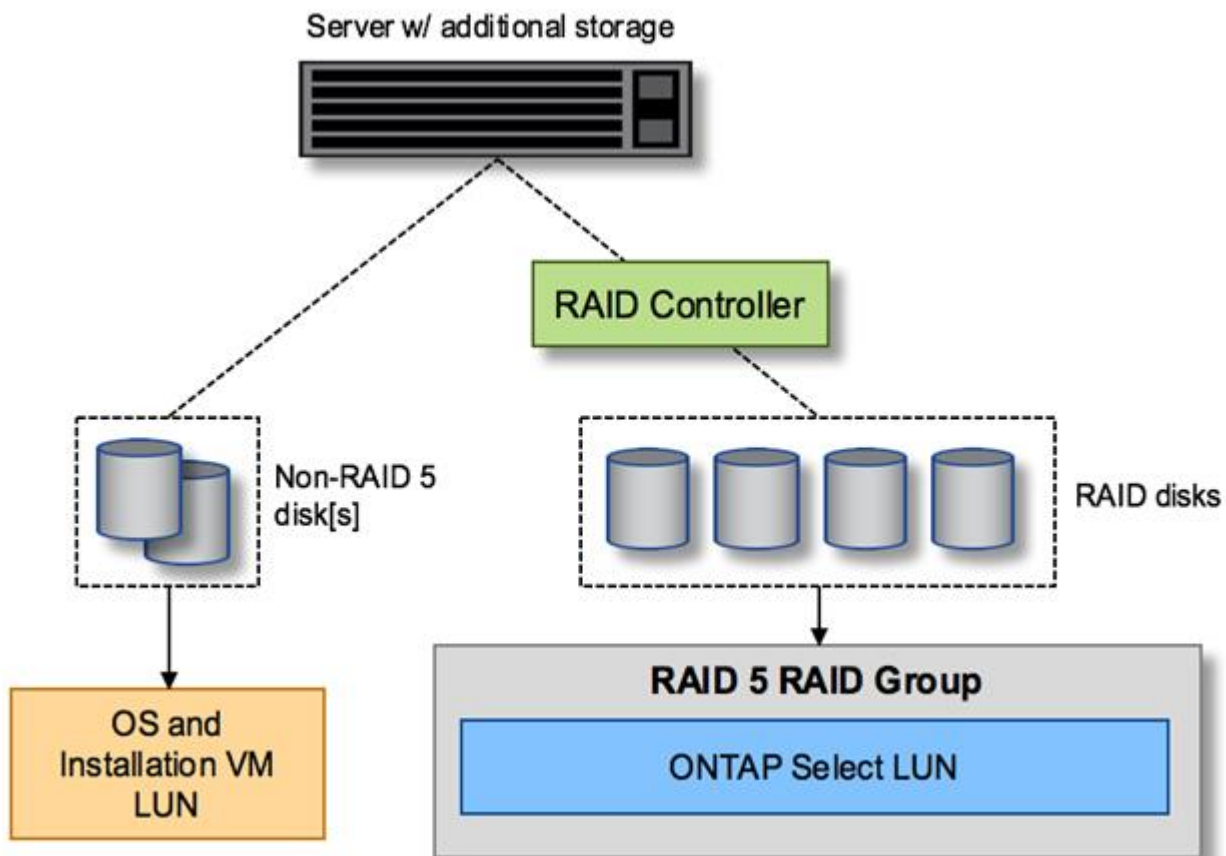 Server w/ additional storage
RAID Controller
Non-RAID 5
disk[s]
RAID disks
OS and
Installation VM
LUN
RAID 5 RAID Group
ONTAP Select LUN